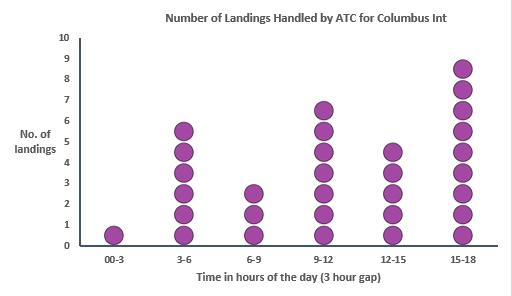 Number of Landings Handled by ATC for Columbus Int
10
9
8
7
6
5
4
3
2
1
0
No. of
landings
00-3 3-6 6-9 9-12 12-15 15-18
Time in hours of the day (3 hour gap)